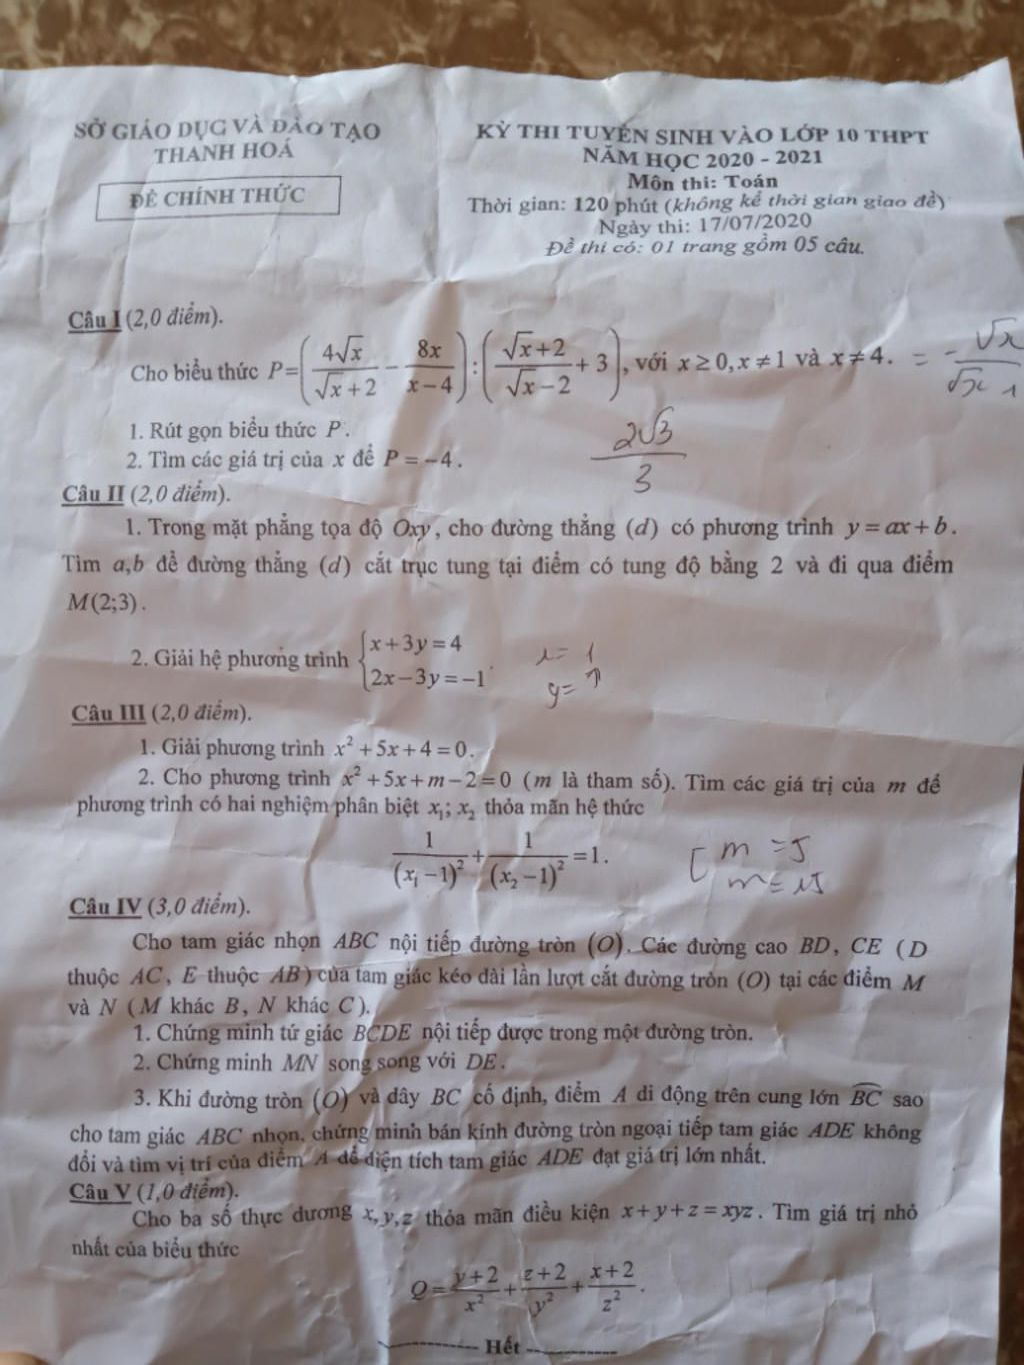 SỞ GIÁO DỤC VÀ ĐÀO TẠO
THANH HOÁ
ĐỀ CHÍNH THỨC
KỲ THI TUYỂN SINH VÀO LỚP 10 THPT
NĂM HỌC 2020 - 2021
Môn thi: Toán
Thời gian: 120 phút (không kể thời gian giao đề)
Ngày thi: 17/07/2020
Đề thi có: 01 trang gồm 05 câu.
Câu I (2,0 điểm).
Cho biểu thức P = (4√x/(√x+2) − 8x/(x−4)) : ((√x+2)/(√x−2) + 3), với x ≥ 0, x ≠ 1 và x ≠ 4. = −√x/(√x 1
1. Rút gọn biểu thức P.
2. Tìm các giá trị của x để P = −4.
2√3/3
Câu II (2,0 điểm).
1. Trong mặt phẳng tọa độ Oxy, cho đường thẳng (d) có phương trình y = ax + b.
Tìm a,b để đường thẳng (d) cắt trục tung tại điểm có tung độ bằng 2 và đi qua điểm
M(2;3).
2. Giải hệ phương trình {x + 3y = 4
2x − 3y = −1.
x = 1
y = 1
Câu III (2,0 điểm).
1. Giải phương trình x² + 5x + 4 = 0.
2. Cho phương trình x² + 5x + m − 2 = 0 (m là tham số). Tìm các giá trị của m để
phương trình có hai nghiệm phân biệt x₁; x₂ thỏa mãn hệ thức
1/(x₁ − 1)² + 1/(x₂ − 1)² = 1.
[ m = 5
m = 15
Câu IV (3,0 điểm).
Cho tam giác nhọn ABC nội tiếp đường tròn (O). Các đường cao BD, CE (D
thuộc AC, E thuộc AB) của tam giác kéo dài lần lượt cắt đường tròn (O) tại các điểm M
và N (M khác B, N khác C).
1. Chứng minh tứ giác BCDE nội tiếp được trong một đường tròn.
2. Chứng minh MN song song với DE.
3. Khi đường tròn (O) và dây BC cố định, điểm A di động trên cung lớn BC sao
cho tam giác ABC nhọn, chứng minh bán kính đường tròn ngoại tiếp tam giác ADE không
đổi và tìm vị trí của điểm A để diện tích tam giác ADE đạt giá trị lớn nhất.
Câu V (1,0 điểm).
Cho ba số thực dương x,y,z thỏa mãn điều kiện x + y + z = xyz. Tìm giá trị nhỏ
nhất của biểu thức
Q = (y+2)/x² + (z+2)/y² + (x+2)/z².
---------- Hết ----------